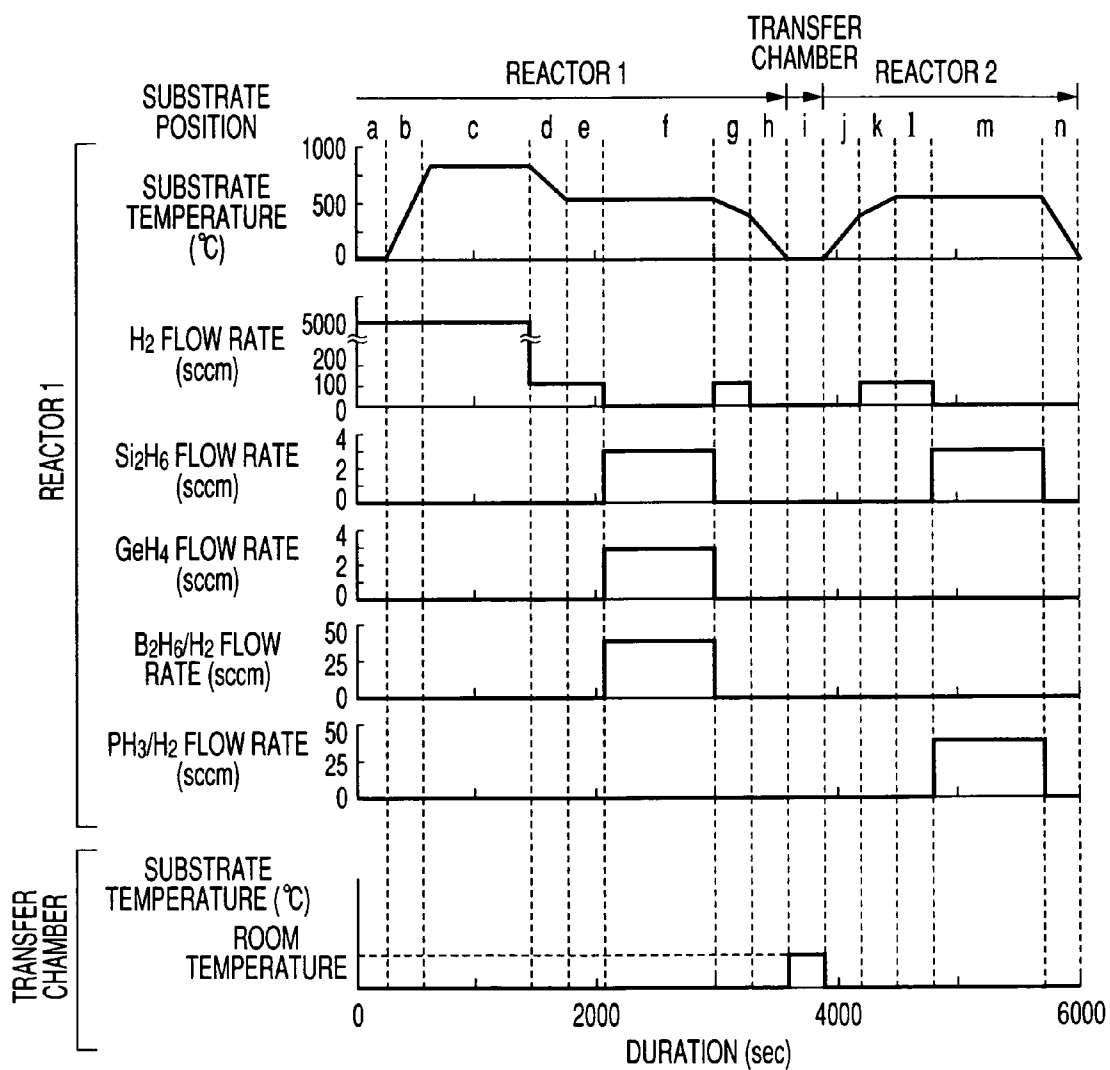 TRANSFER
CHAMBER
REACTOR 1
REACTOR 2
SUBSTRATE
POSITION
a b c d e f g h i j k l m n
SUBSTRATE
TEMPERATURE
(℃)
1000
500
0
H2 FLOW RATE
(sccm)
5000
200
100
0
Si2H6 FLOW RATE
(sccm)
4
2
0
GeH4 FLOW RATE
(sccm)
4
2
0
B2H6/H2 FLOW
RATE (sccm)
50
25
0
PH3/H2 FLOW RATE
(sccm)
50
25
0
REACTOR 1
SUBSTRATE
TEMPERATURE (℃)
ROOM
TEMPERATURE
TRANSFER
CHAMBER
0 2000 4000 6000
DURATION (sec)